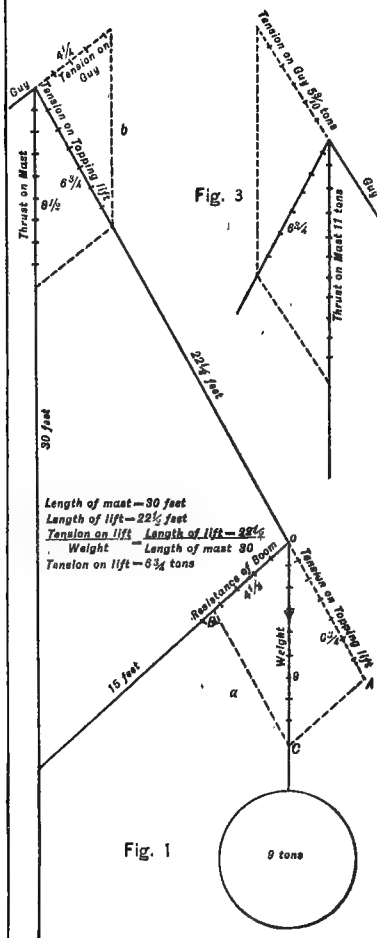 4¼
Tension on
Guy
Guy
Tension on Topping lift
6¾
Thrust on Mast
8½
b
Tension on Guy 5 9/10 tons
Fig. 3
6¾
Guy
Thrust on Mast 11 tons
22½ feet
30 feet
Length of mast=30 feet
Length of lift=22½ feet
Tension on lift = Length of lift=22½
Weight Length of mast 30
Tension on lift=6¾ tons
O
Resistance of Boom
4½
B
Tension on Topping lift
6¾
Weight
9
A
15 feet
a
C
Fig. 1
9 tons